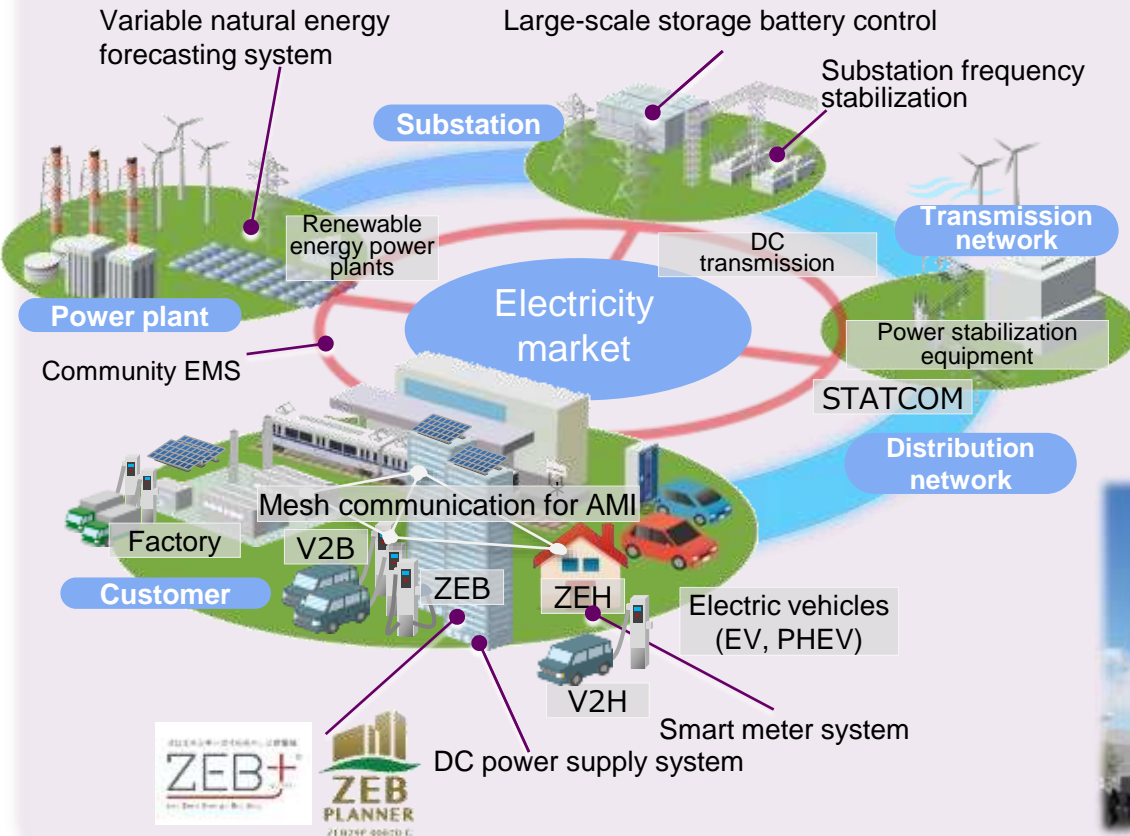 Variable natural energy
forecasting system
Large-scale storage battery control
Substation frequency
stabilization
Substation
Transmission
network
Renewable
energy power
plants
DC
transmission
Electricity
market
Power plant
Power stabilization
equipment
Community EMS
STATCOM
Distribution
network
Mesh communication for AMI
Factory
V2B
Customer
ZEB
ZEH
Electric vehicles
(EV, PHEV)
V2H
Smart meter system
DC power supply system
ZEB+
ZEB
PLANNER